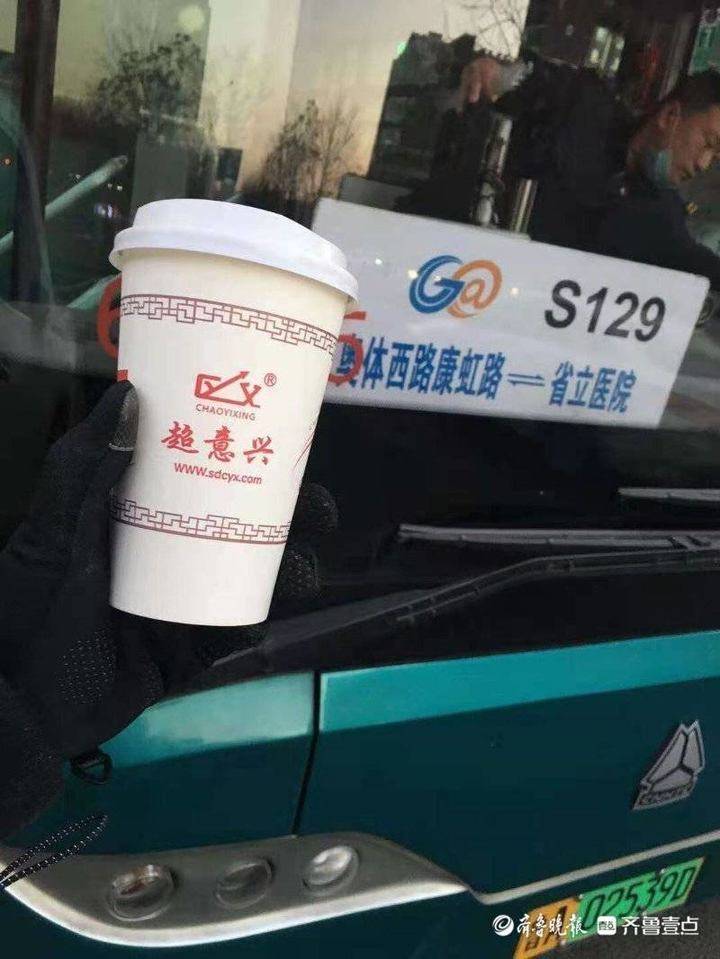 CHAOYIXING
®
超意兴
www.sdcyx.com
G@
S129
奥体西路康虹路⇌省立医院
02539D
齐鲁晚报 齐鲁壹点